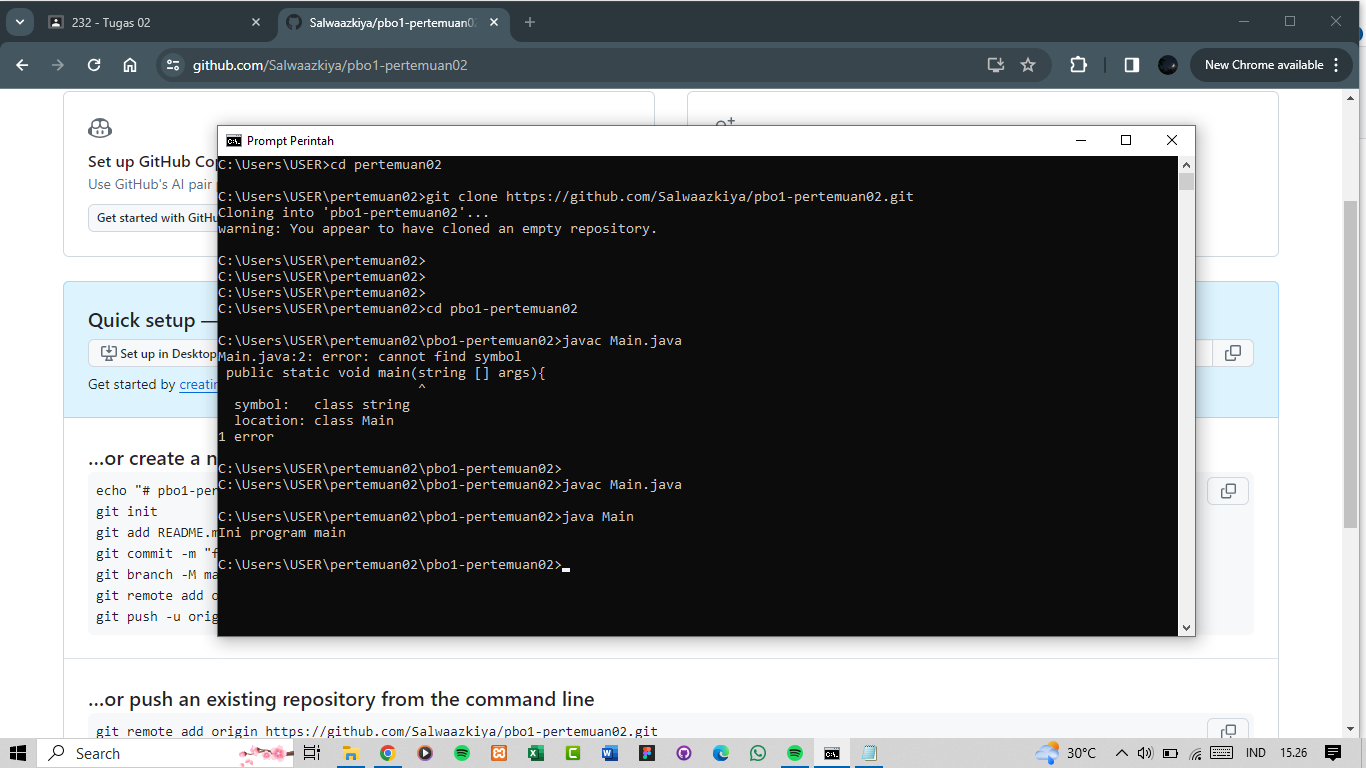 232 - Tugas 02
Salwaazkiya/pbo1-pertemuan02
github.com/Salwaazkiya/pbo1-pertemuan02
New Chrome available
Set up GitHub Co
Use GitHub's AI pair
Get started with GitHu
Prompt Perintah
C:\Users\USER>cd pertemuan02
C:\Users\USER\pertemuan02>git clone https://github.com/Salwaazkiya/pbo1-pertemuan02.git
Cloning into 'pbo1-pertemuan02'...
warning: You appear to have cloned an empty repository.
C:\Users\USER\pertemuan02>
C:\Users\USER\pertemuan02>
C:\Users\USER\pertemuan02>
C:\Users\USER\pertemuan02>cd pbo1-pertemuan02
C:\Users\USER\pertemuan02\pbo1-pertemuan02>javac Main.java
Main.java:2: error: cannot find symbol
public static void main(string [] args){
^
symbol:   class string
location: class Main
1 error
C:\Users\USER\pertemuan02\pbo1-pertemuan02>
C:\Users\USER\pertemuan02\pbo1-pertemuan02>javac Main.java
C:\Users\USER\pertemuan02\pbo1-pertemuan02>java Main
Ini program main
C:\Users\USER\pertemuan02\pbo1-pertemuan02>
Quick setup —
Set up in Desktop
Get started by creatin
...or create a n
echo "# pbo1-per
git init
git add README.m
git commit -m "f
git branch -M ma
git remote add o
git push -u orig
...or push an existing repository from the command line
git remote add origin https://github.com/Salwaazkiya/pbo1-pertemuan02.git
Search
30°C
IND
15.26